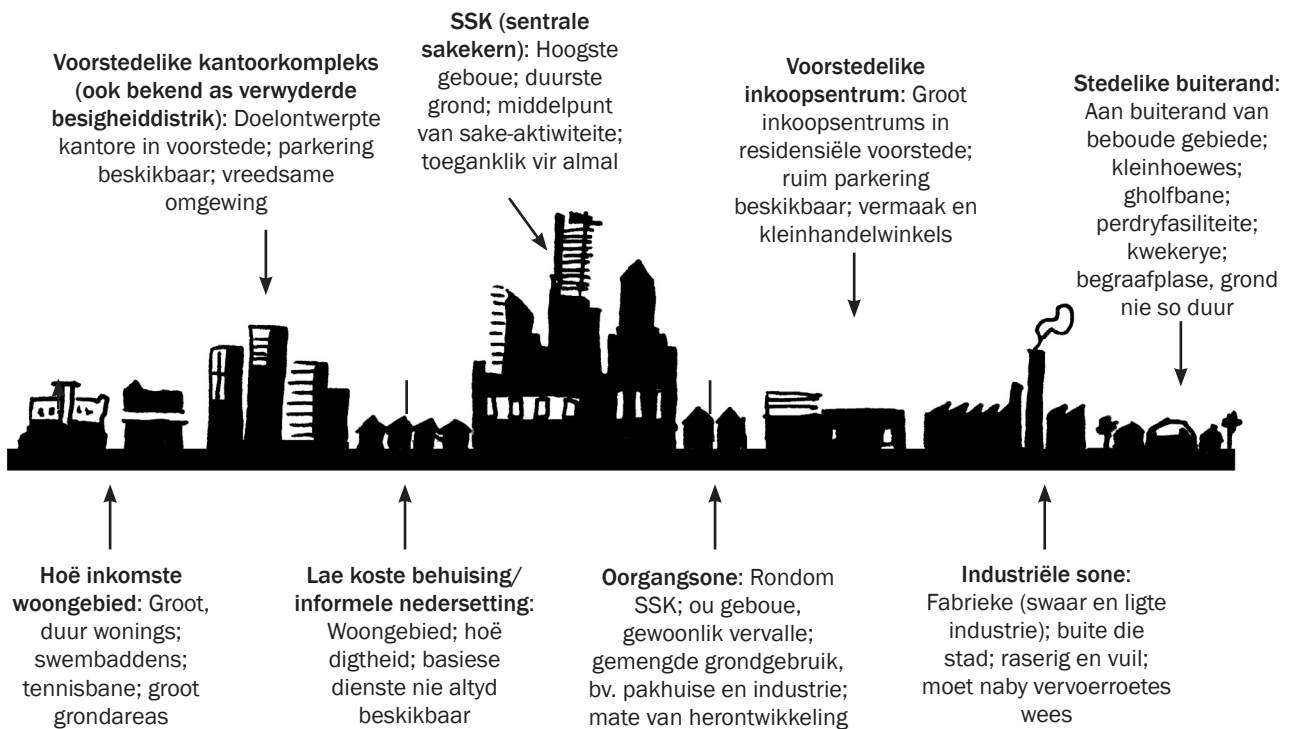 Voorstedelike kantoorkompleks
(ook bekend as verwyderde
besigheiddistrik): Doelontwerpte
kantore in voorstede; parkering
beskikbaar; vreedsame
omgewing
SSK (sentrale
sakekern): Hoogste
geboue; duurste
grond; middelpunt
van sake-aktiwiteite;
toeganklik vir almal
Voorstedelike
inkoopsentrum: Groot
inkoopsentrums in
residensiële voorstede;
ruim parkering
beskikbaar; vermaak en
kleinhandelwinkels
Stedelike buiterand:
Aan buiterand van
beboude gebiede;
kleinhoewes;
gholfbane;
perdryfasiliteite;
kwekerye;
begraafplase, grond
nie so duur
Hoë inkomste
woongebied: Groot,
duur wonings;
swembaddens;
tennisbane; groot
grondareas
Lae koste behuising/
informele nedersetting:
Woongebied; hoë
digtheid; basiese
dienste nie altyd
beskikbaar
Oorgangsone: Rondom
SSK; ou geboue,
gewoonlik vervalle;
gemengde grondgebruik,
bv. pakhuise en industrie;
mate van herontwikkeling
Industriële sone:
Fabrieke (swaar en ligte
industrie); buite die
stad; raserig en vuil;
moet naby vervoerroetes
wees